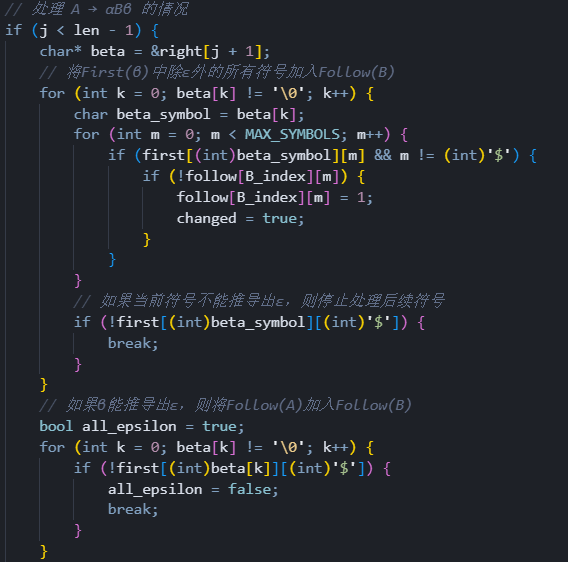 // 处理 A → αBβ 的情况
if (j < len - 1) {
    char* beta = &right[j + 1];
    // 将First(β)中除ε外的所有符号加入Follow(B)
    for (int k = 0; beta[k] != '\0'; k++) {
        char beta_symbol = beta[k];
        for (int m = 0; m < MAX_SYMBOLS; m++) {
            if (first[(int)beta_symbol][m] && m != (int)'$') {
                if (!follow[B_index][m]) {
                    follow[B_index][m] = 1;
                    changed = true;
                }
            }
        }
        // 如果当前符号不能推导出ε，则停止处理后续符号
        if (!first[(int)beta_symbol][(int)'$']) {
            break;
        }
    }
    // 如果β能推导出ε，则将Follow(A)加入Follow(B)
    bool all_epsilon = true;
    for (int k = 0; beta[k] != '\0'; k++) {
        if (!first[(int)beta[k]][(int)'$']) {
            all_epsilon = false;
            break;
        }
    }